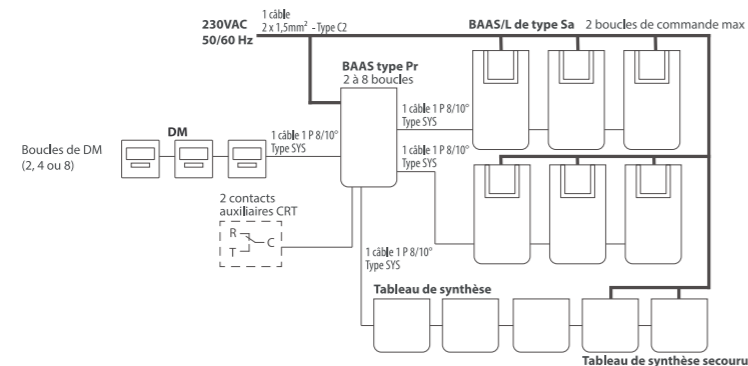 230VAC
50/60 Hz
1 câble
2 x 1,5mm² - Type C2
BAAS/L de type Sa 2 boucles de commande max
BAAS type Pr
2 à 8 boucles
1 câble 1 P 8/10°
Type SYS
Boucles de DM
(2, 4 ou 8)
DM
1 câble 1 P 8/10°
Type SYS
1 câble 1 P 8/10°
Type SYS
2 contacts
auxiliaires CRT
R
C
T
1 câble 1 P 8/10°
Type SYS
Tableau de synthèse
Tableau de synthèse secouru